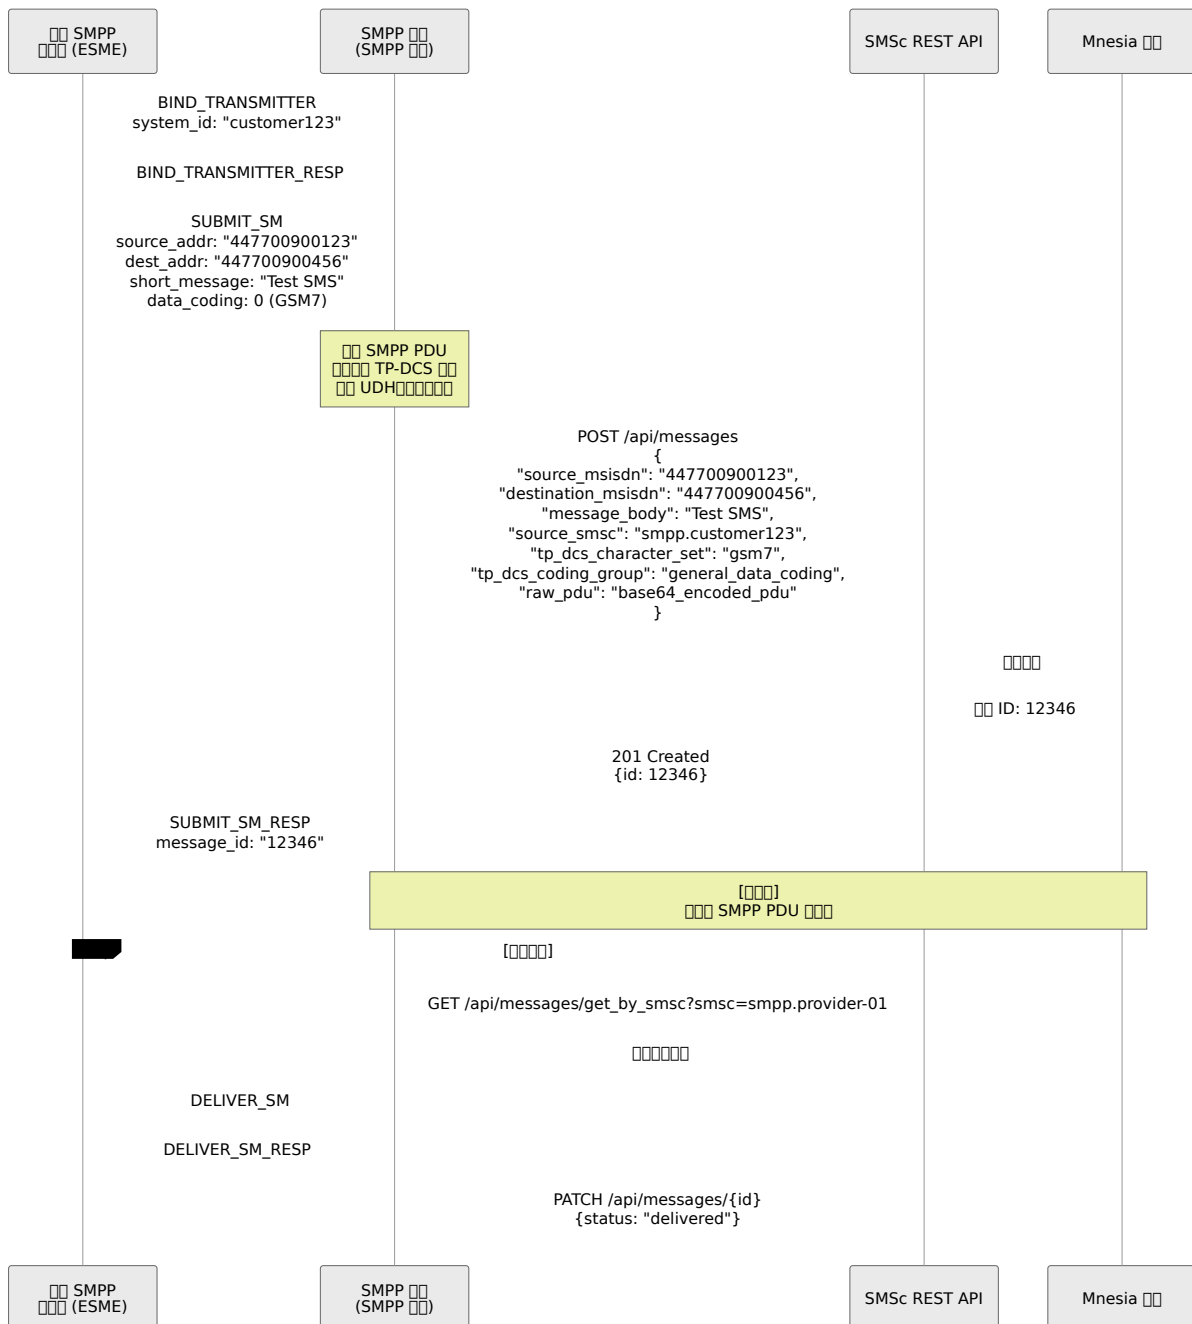 SMPP
(ESME)
SMPP
(SMPP
SMSc REST API
Mnesia
BIND_TRANSMITTER
system_id: "customer123"
BIND_TRANSMITTER_RESP
SUBMIT_SM
source_addr: "447700900123"
dest_addr: "447700900456"
short_message: "Test SMS"
data_coding: 0 (GSM7)
SMPP PDU
TP-DCS
UDH
POST /api/messages
{
"source_msisdn": "447700900123",
"destination_msisdn": "447700900456",
"message_body": "Test SMS",
"source_smsc": "smpp.customer123",
"tp_dcs_character_set": "gsm7",
"tp_dcs_coding_group": "general_data_coding",
"raw_pdu": "base64_encoded_pdu"
}
ID: 12346
201 Created
{id: 12346}
SUBMIT_SM_RESP
message_id: "12346"
SMPP PDU
GET /api/messages/get_by_smsc?smsc=smpp.provider-01
DELIVER_SM
DELIVER_SM_RESP
PATCH /api/messages/{id}
{status: "delivered"}
SMPP
(ESME)
SMPP
(SMPP
SMSc REST API
Mnesia